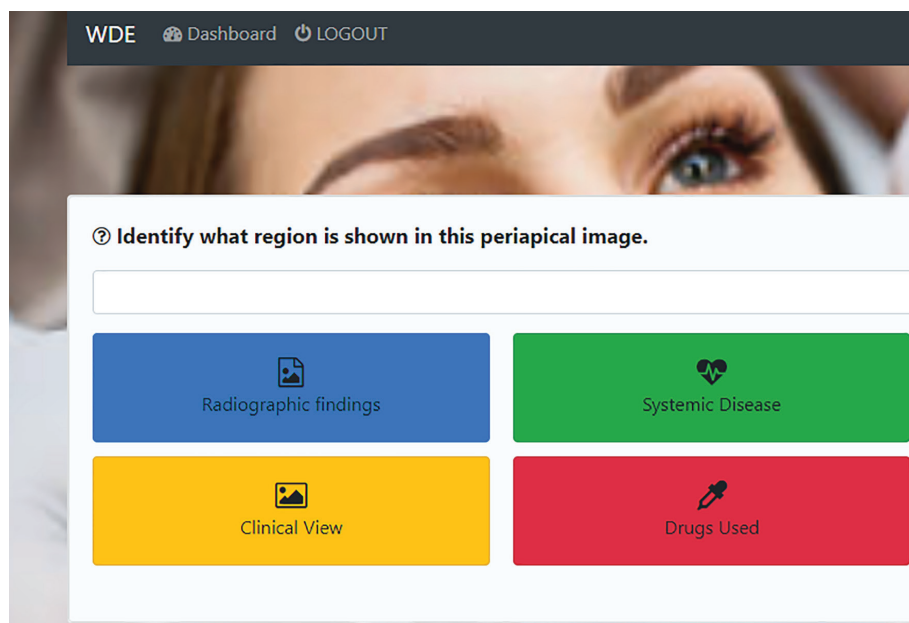 WDE Dashboard LOGOUT
Identify what region is shown in this periapical image.
Radiographic findings
Systemic Disease
Clinical View
Drugs Used